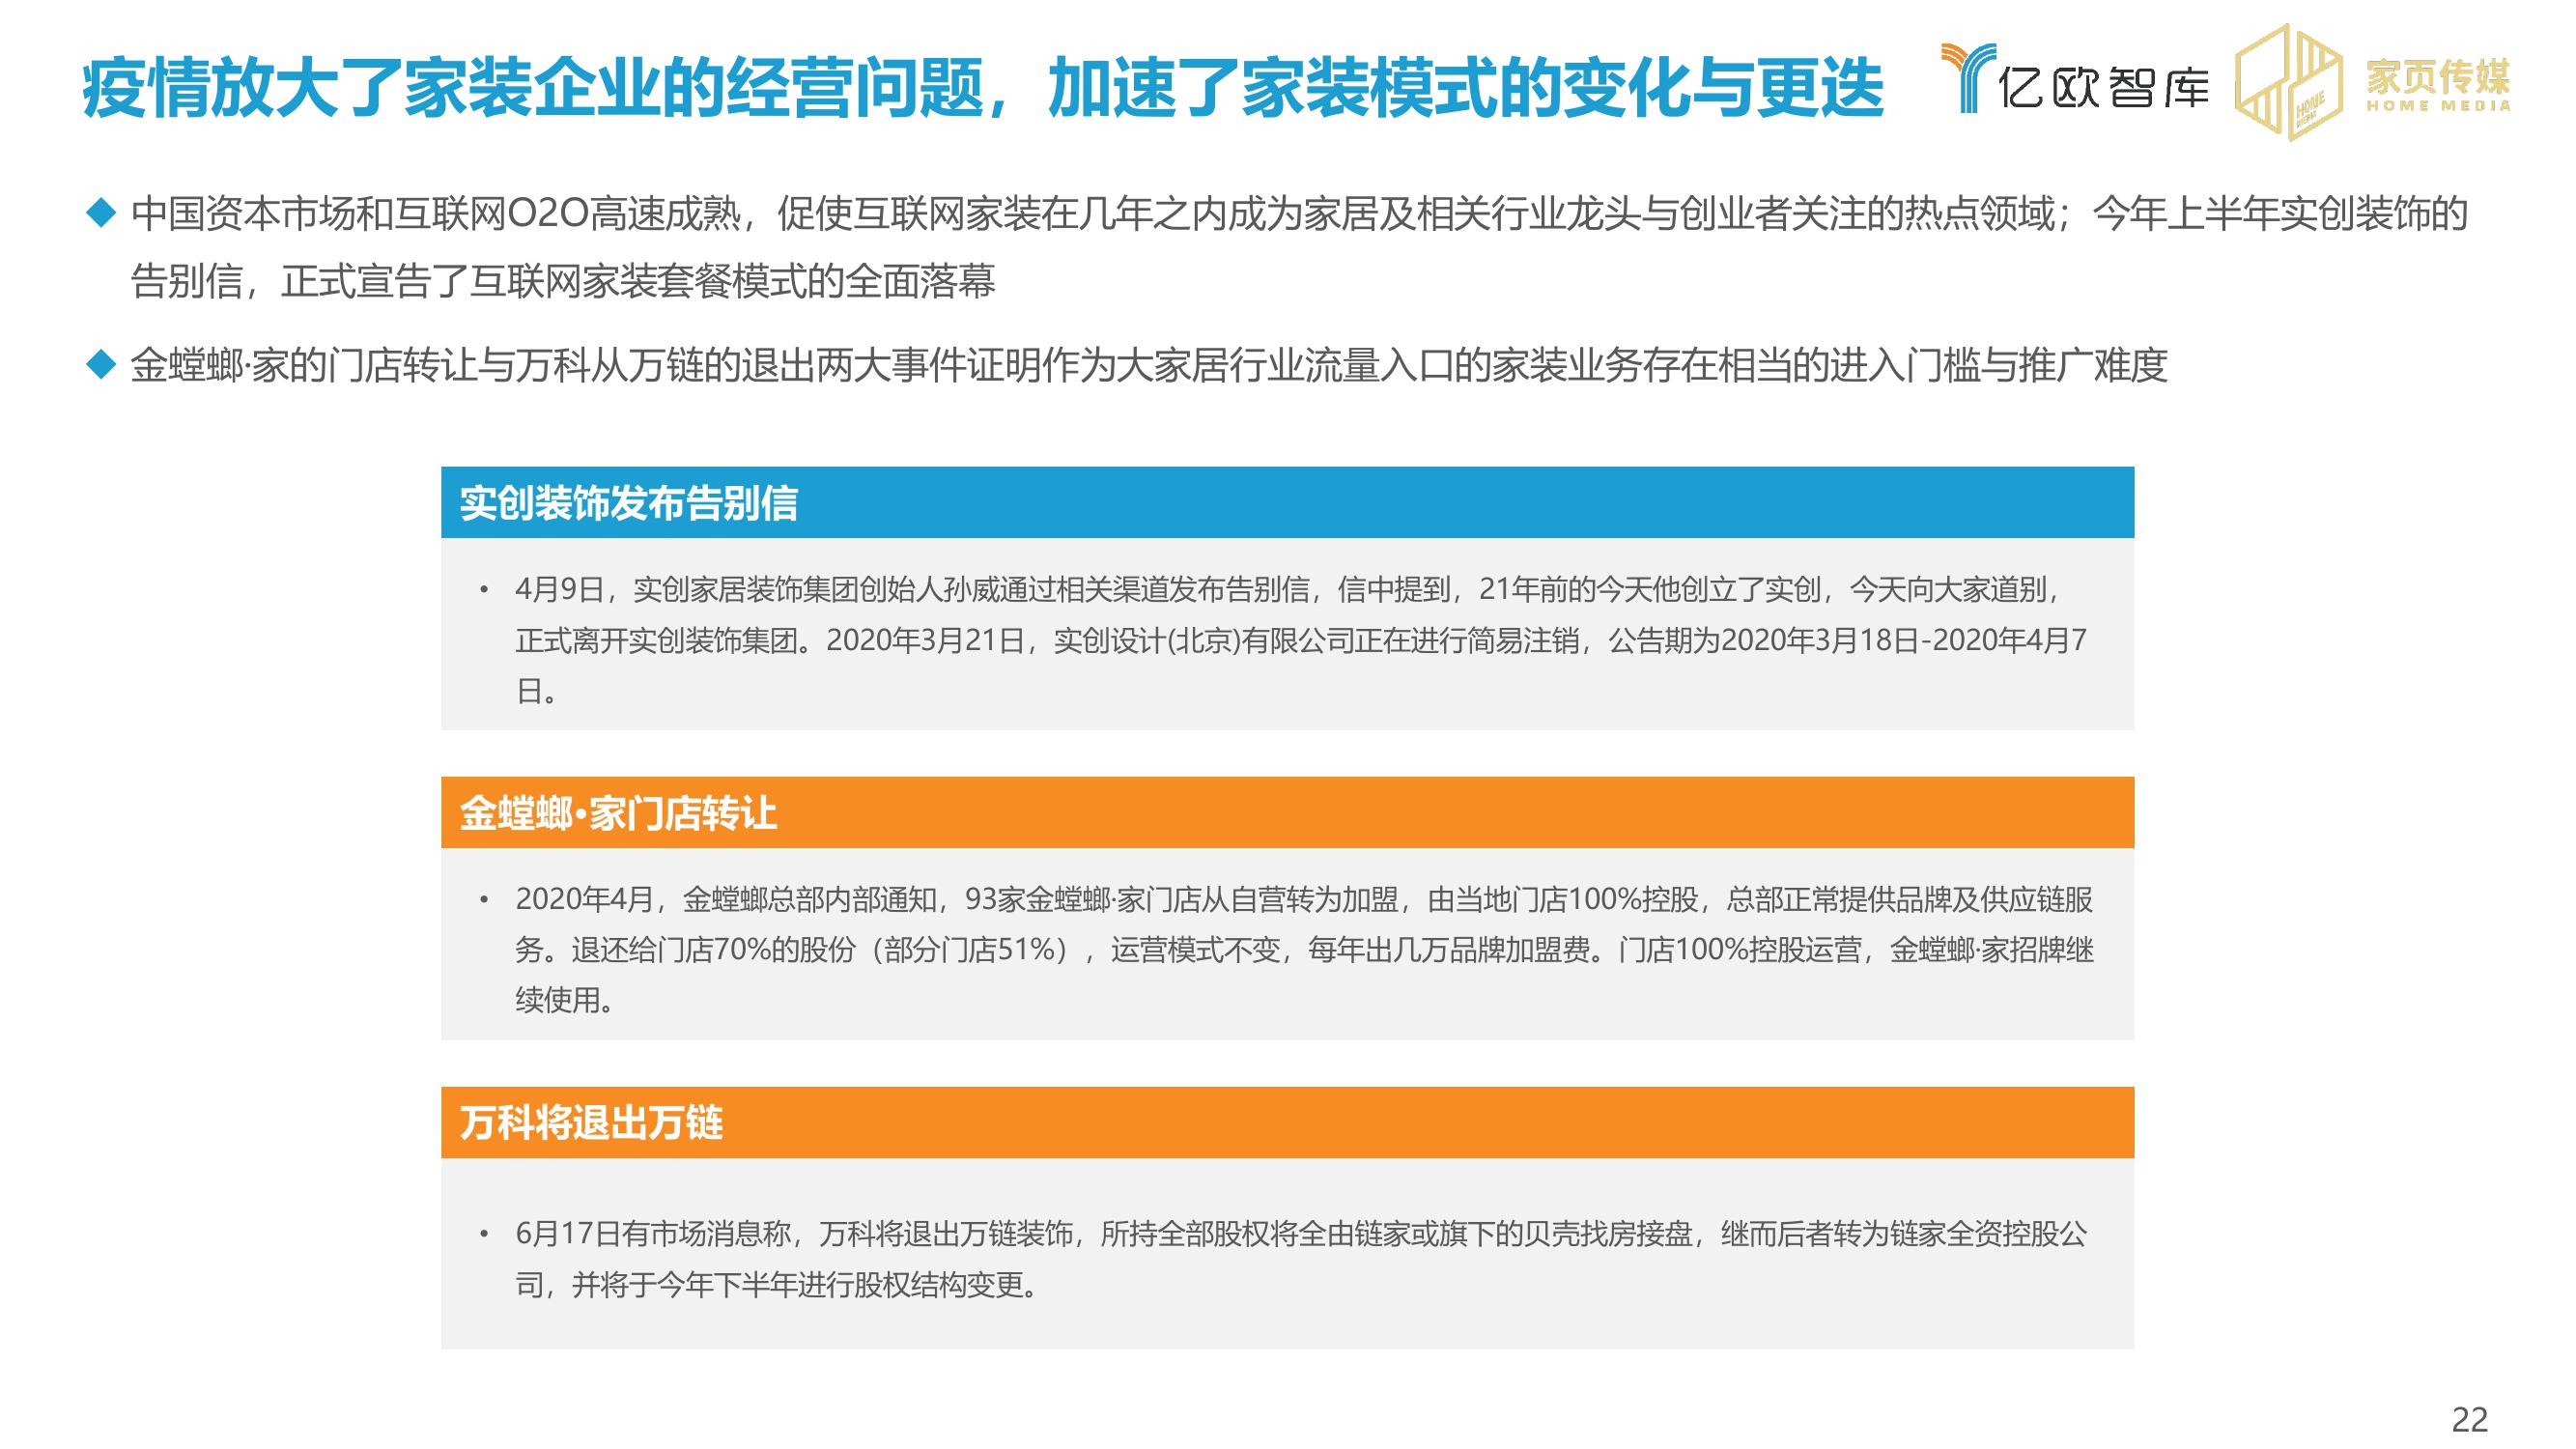 疫情放大了家装企业的经营问题，加速了家装模式的变化与更迭
亿欧智库
家页传媒
HOME MEDIA
中国资本市场和互联网O2O高速成熟，促使互联网家装在几年之内成为家居及相关行业龙头与创业者关注的热点领域；今年上半年实创装饰的
告别信，正式宣告了互联网家装套餐模式的全面落幕
金螳螂·家的门店转让与万科从万链的退出两大事件证明作为大家居行业流量入口的家装业务存在相当的进入门槛与推广难度
实创装饰发布告别信
• 4月9日，实创家居装饰集团创始人孙威通过相关渠道发布告别信，信中提到，21年前的今天他创立了实创，今天向大家道别，
正式离开实创装饰集团。2020年3月21日，实创设计(北京)有限公司正在进行简易注销，公告期为2020年3月18日-2020年4月7
日。
金螳螂·家门店转让
• 2020年4月，金螳螂总部内部通知，93家金螳螂·家门店从自营转为加盟，由当地门店100%控股，总部正常提供品牌及供应链服
务。退还给门店70%的股份（部分门店51%），运营模式不变，每年出几万品牌加盟费。门店100%控股运营，金螳螂·家招牌继
续使用。
万科将退出万链
• 6月17日有市场消息称，万科将退出万链装饰，所持全部股权将全由链家或旗下的贝壳找房接盘，继而后者转为链家全资控股公
司，并将于今年下半年进行股权结构变更。
22